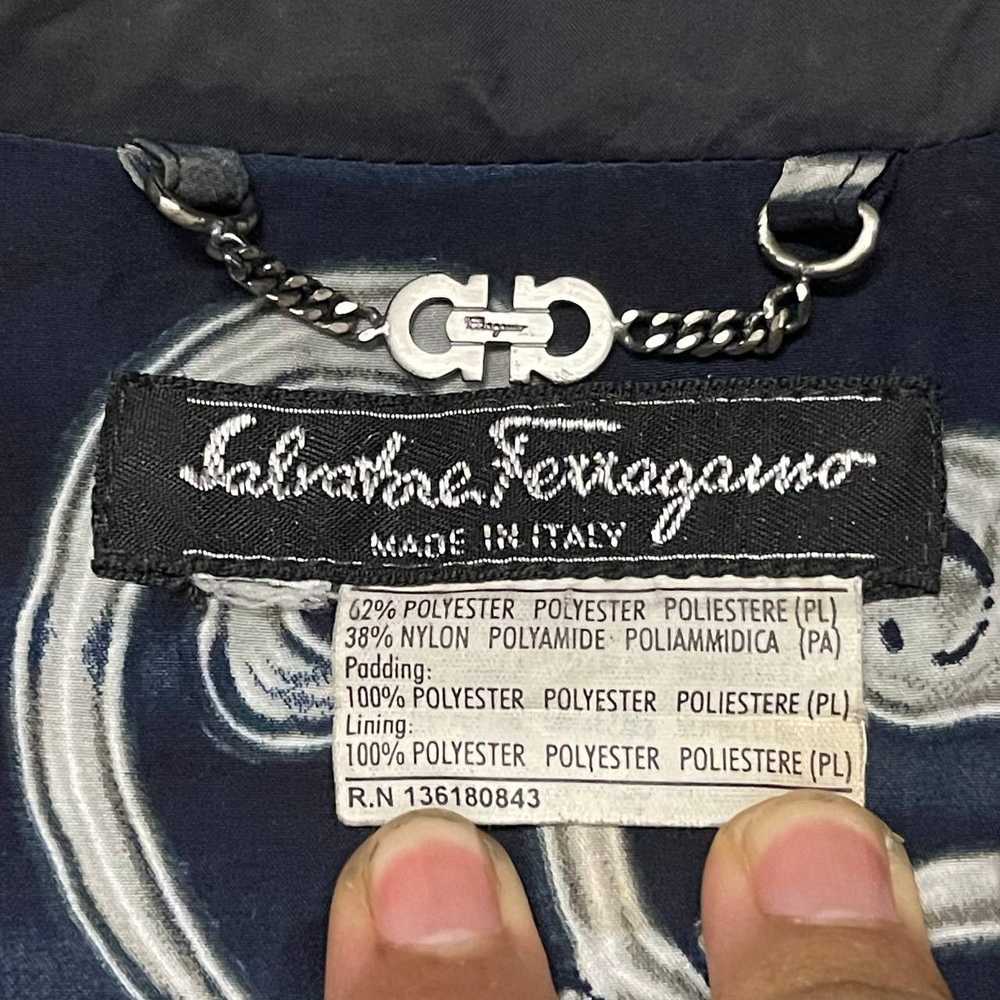 Ferragamo
Salvatore Ferragamo
MADE IN ITALY
62% POLYESTER POLYESTER POLIESTERE (PL)
38% NYLON POLYAMIDE POLIAMMIDICA (PA)
Padding:
100% POLYESTER POLYESTER POLIESTERE (PL)
Lining:
100% POLYESTER POLYESTER POLIESTERE (PL)
R.N 136180843